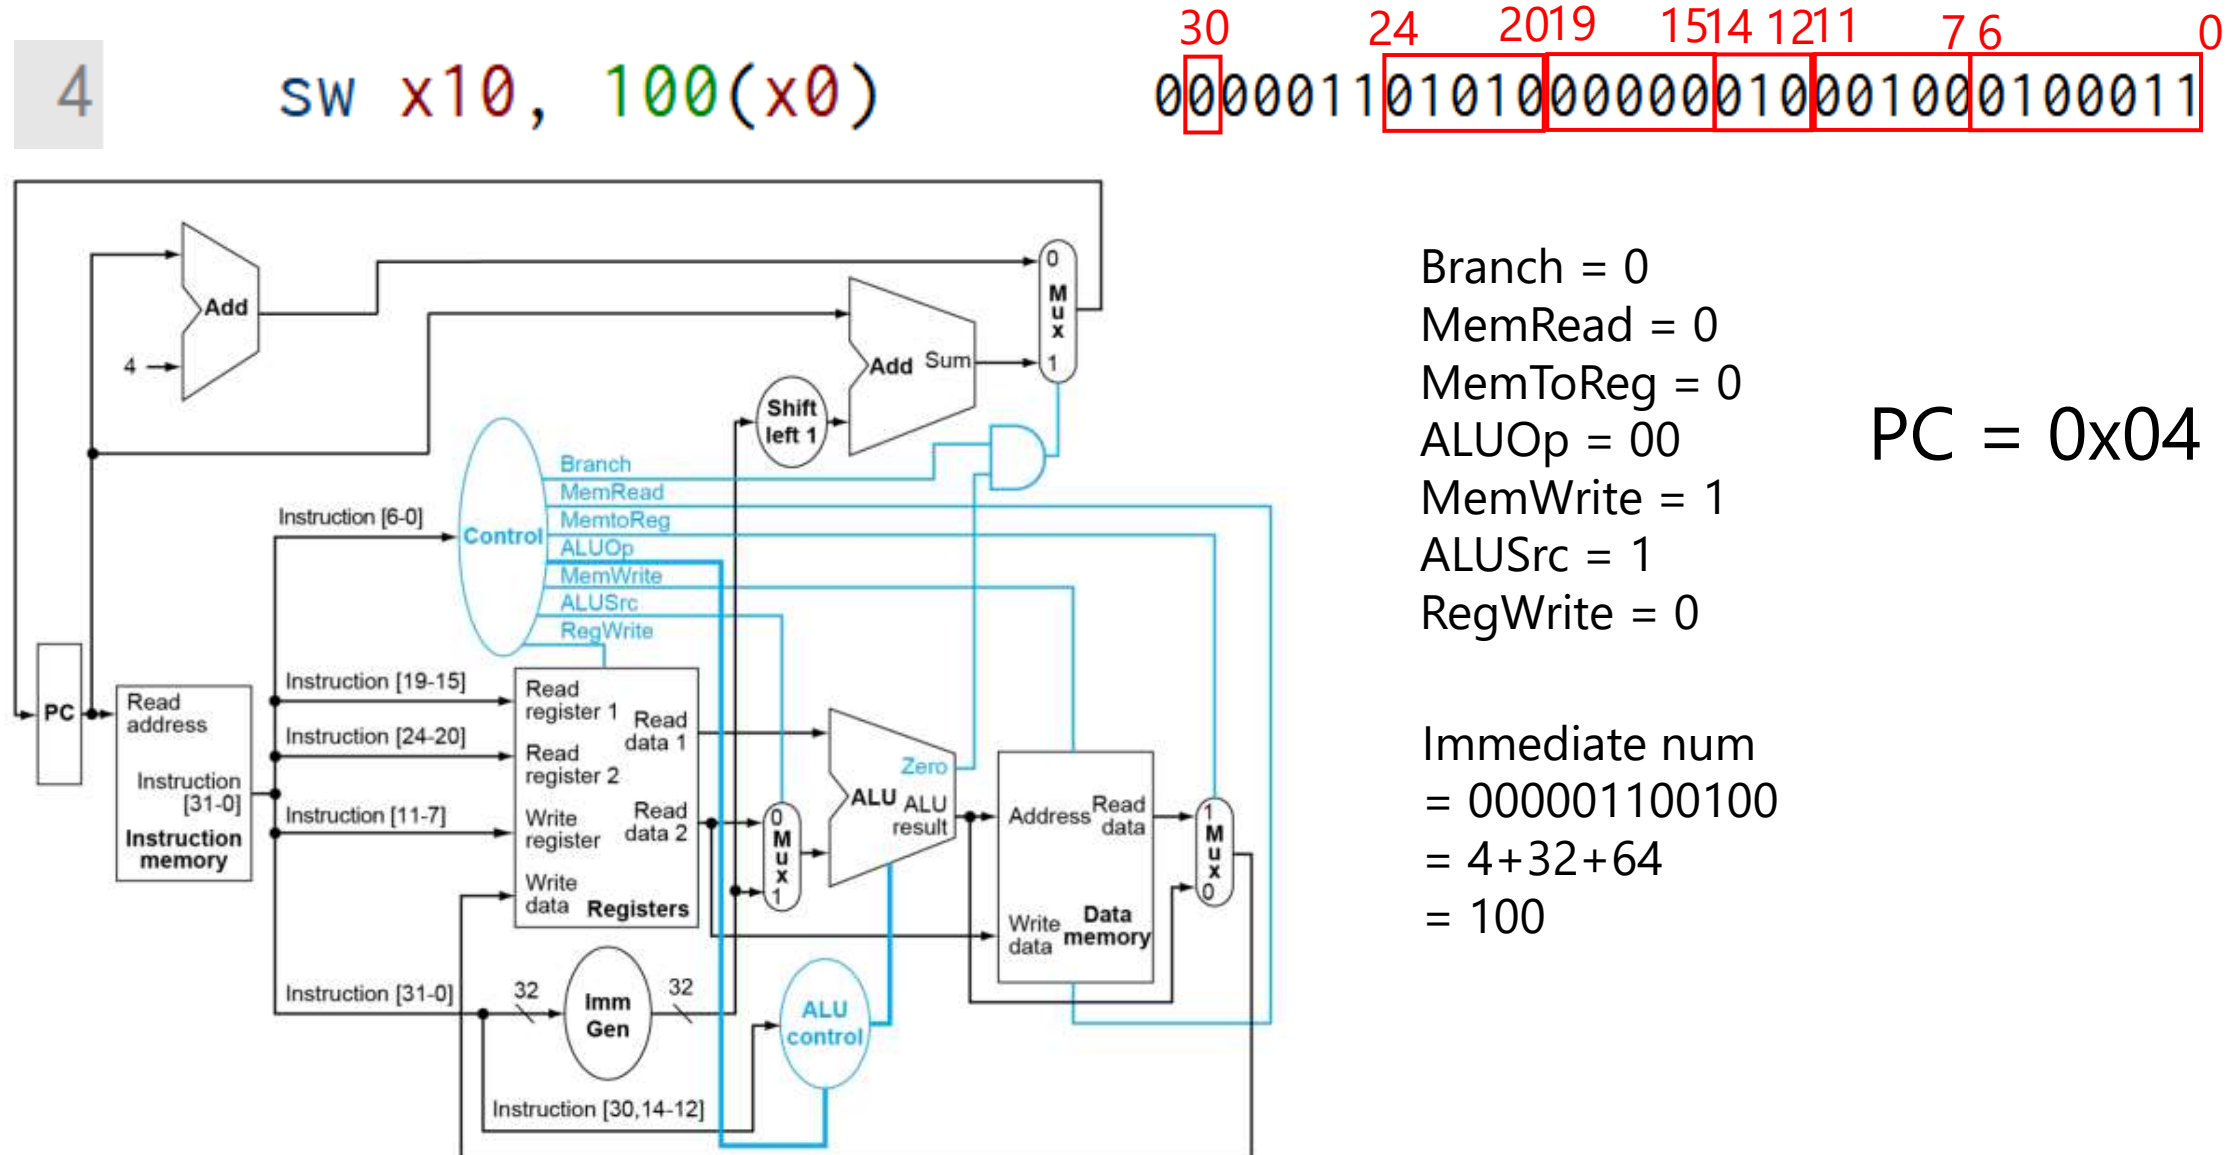 30 24 2019 1514 1211 7 6 0
4 sw x10, 100(x0) 00000110101000000010001000100011
Branch = 0
MemRead = 0
MemToReg = 0
ALUOp = 00
MemWrite = 1
ALUSrc = 1
RegWrite = 0
PC = 0x04
Immediate num
= 000001100100
= 4+32+64
= 100
Add
4
0
Mux
1
Add Sum
Shift
left 1
Branch
MemRead
MemtoReg
ALUOp
MemWrite
ALUSrc
RegWrite
Control
Instruction [6-0]
Instruction [19-15]
Instruction [24-20]
Instruction [11-7]
Instruction [31-0]
PC
Read
address
Instruction
[31-0]
Instruction
memory
Read
register 1
Read
data 1
Read
register 2
Write
register
Read
data 2
Write
data
Registers
0
Mux
1
Zero
ALU
ALU
result
Address
Read
data
Write
data
Data
memory
1
Mux
0
32
Imm
Gen
32
ALU
control
Instruction [30,14-12]